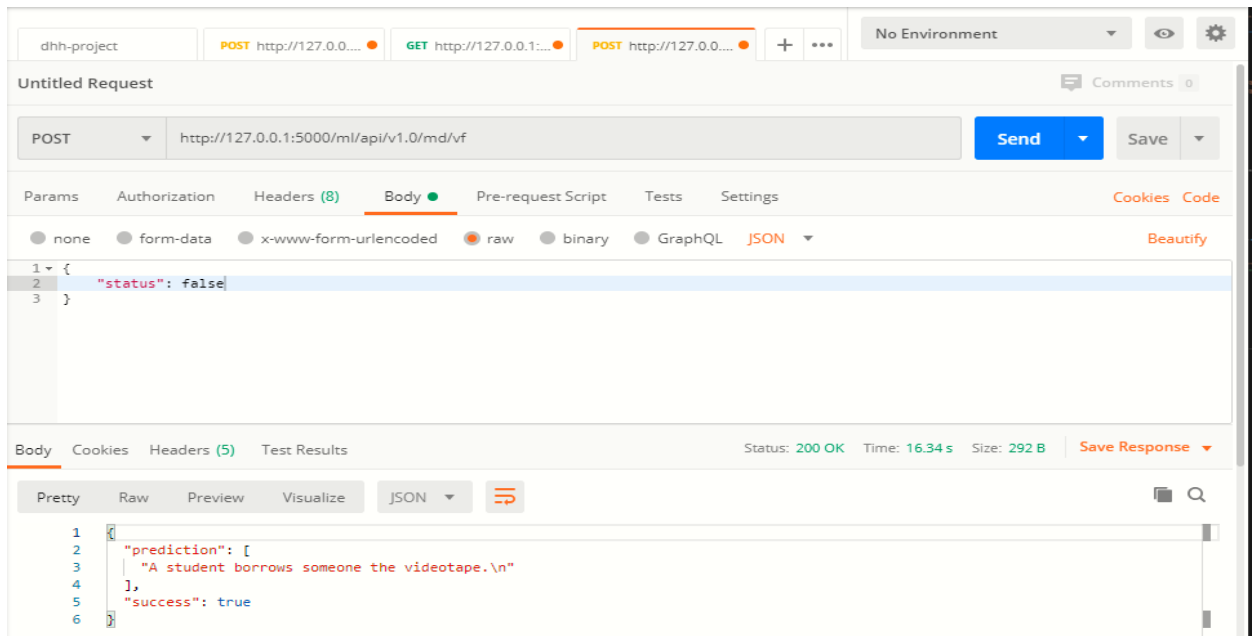 dhh-project POST http://127.0.0.... GET http://127.0.0.1:... POST http://127.0.0.... + ••• No Environment
Untitled Request Comments 0
POST http://127.0.0.1:5000/ml/api/v1.0/md/vf Send Save
Params Authorization Headers (8) Body Pre-request Script Tests Settings Cookies Code
none form-data x-www-form-urlencoded raw binary GraphQL JSON Beautify
1 {
2 "status": false
3 }
Body Cookies Headers (5) Test Results Status: 200 OK Time: 16.34 s Size: 292 B Save Response
Pretty Raw Preview Visualize JSON
1 {
2 "prediction": [
3 "A student borrows someone the videotape.\n"
4 ],
5 "success": true
6 }